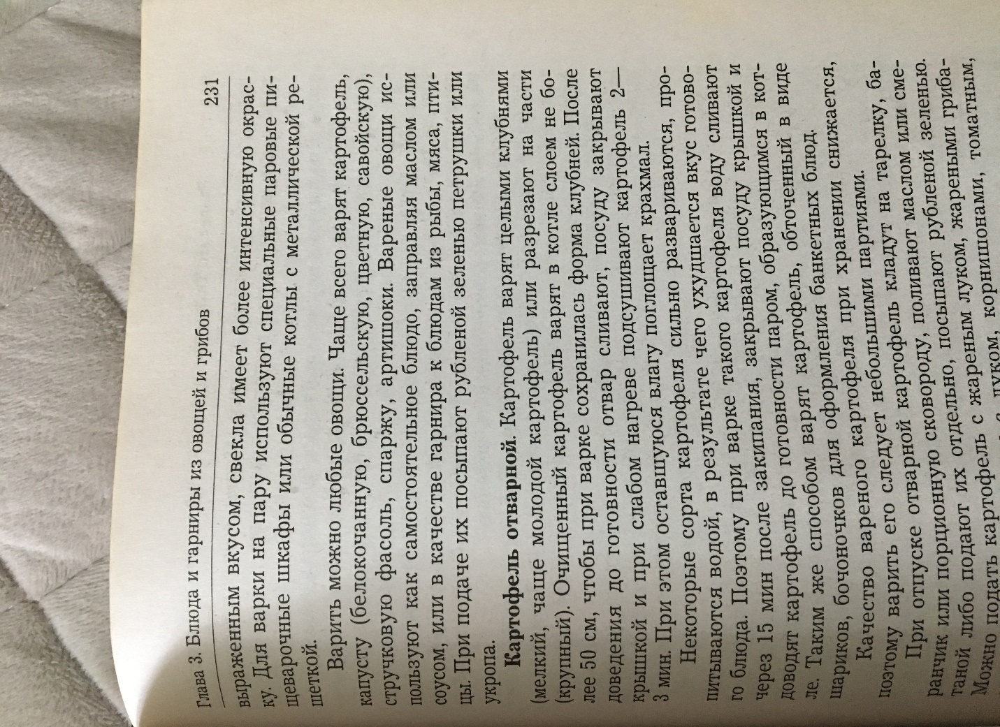 Глава 3. Блюда и гарниры из овощей и грибов 231
выраженным вкусом, свекла имеет более интенсивную окрас-
ку. Для варки на пару используют специальные паровые пи-
щеварочные шкафы или обычные котлы с металлической ре-
шеткой.
Варить можно любые овощи. Чаще всего варят картофель,
капусту (белокочанную, брюссельскую, цветную, савойскую),
стручковую фасоль, спаржу, артишоки. Вареные овощи ис-
пользуют как самостоятельное блюдо, заправляя маслом или
соусом, или в качестве гарнира к блюдам из рыбы, мяса, пти-
цы. При подаче их посыпают рубленой зеленью петрушки или
укропа.
Картофель отварной. Картофель варят целыми клубнями
(мелкий, чаще молодой картофель) или разрезают на части
(крупный). Очищенный картофель варят в котле слоем не бо-
лее 50 см, чтобы при варке сохранилась форма клубней. После
доведения до готовности отвар сливают, посуду закрывают
крышкой и при слабом нагреве подсушивают картофель 2—
3 мин. При этом оставшуюся влагу поглощает крахмал.
Некоторые сорта картофеля сильно развариваются, про-
питываются водой, в результате чего ухудшается вкус готово-
го блюда. Поэтому при варке такого картофеля воду сливают
через 15 мин после закипания, закрывают посуду крышкой и
доводят картофель до готовности паром, образующимся в кот-
ле. Таким же способом варят картофель, обточенный в виде
шариков, бочоночков для оформления банкетных блюд.
Качество вареного картофеля при хранении снижается,
поэтому варить его следует небольшими партиями.
При отпуске отварной картофель кладут на тарелку, ба-
ранчик или порционную сковороду, поливают маслом или сме-
таной либо подают их отдельно, посыпают рубленой зеленью.
Можно подать картофель с жареным луком, жареными гриба-
луком, корнишонами, томатным,